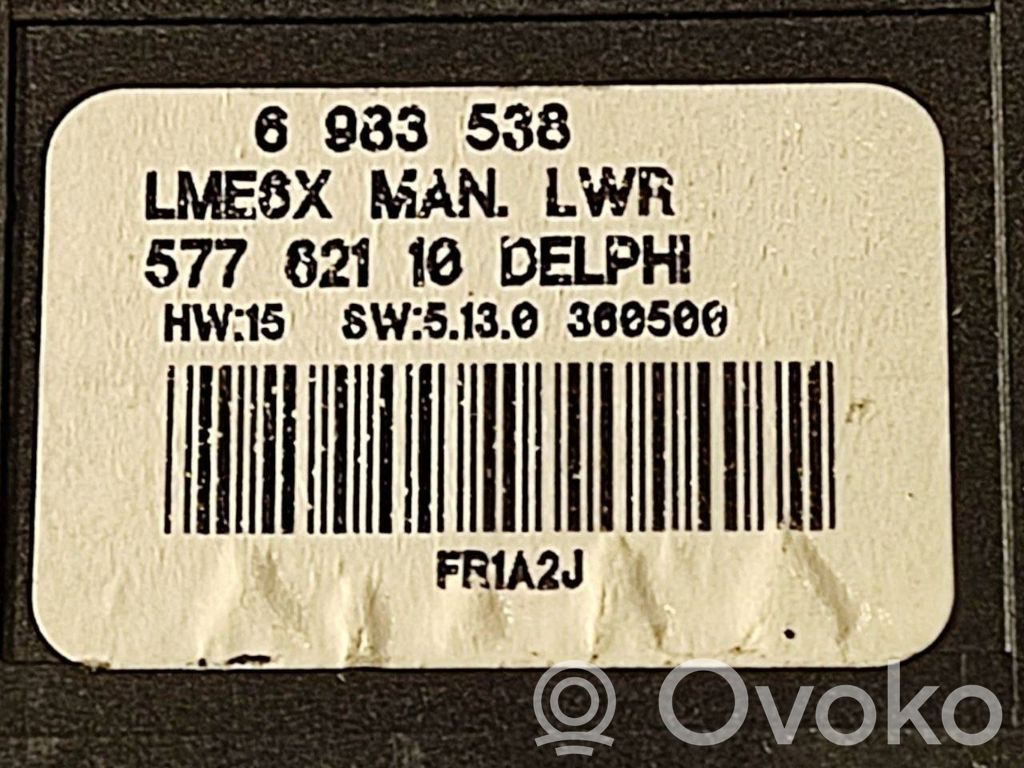 6 983 538
LME6X MAN. LWR
577 621 10 DELPHI
HW:15 SW:5.13.0 360500
FR1A2J
Ovoko